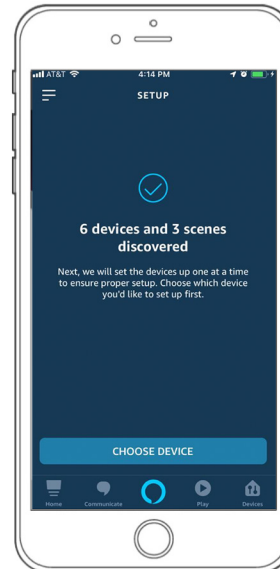 AT&T 4:14 PM
SETUP
6 devices and 3 scenes
discovered
Next, we will set the devices up one at a time
to ensure proper setup. Choose which device
you'd like to set up first.
CHOOSE DEVICE
Home Communicate Play Devices